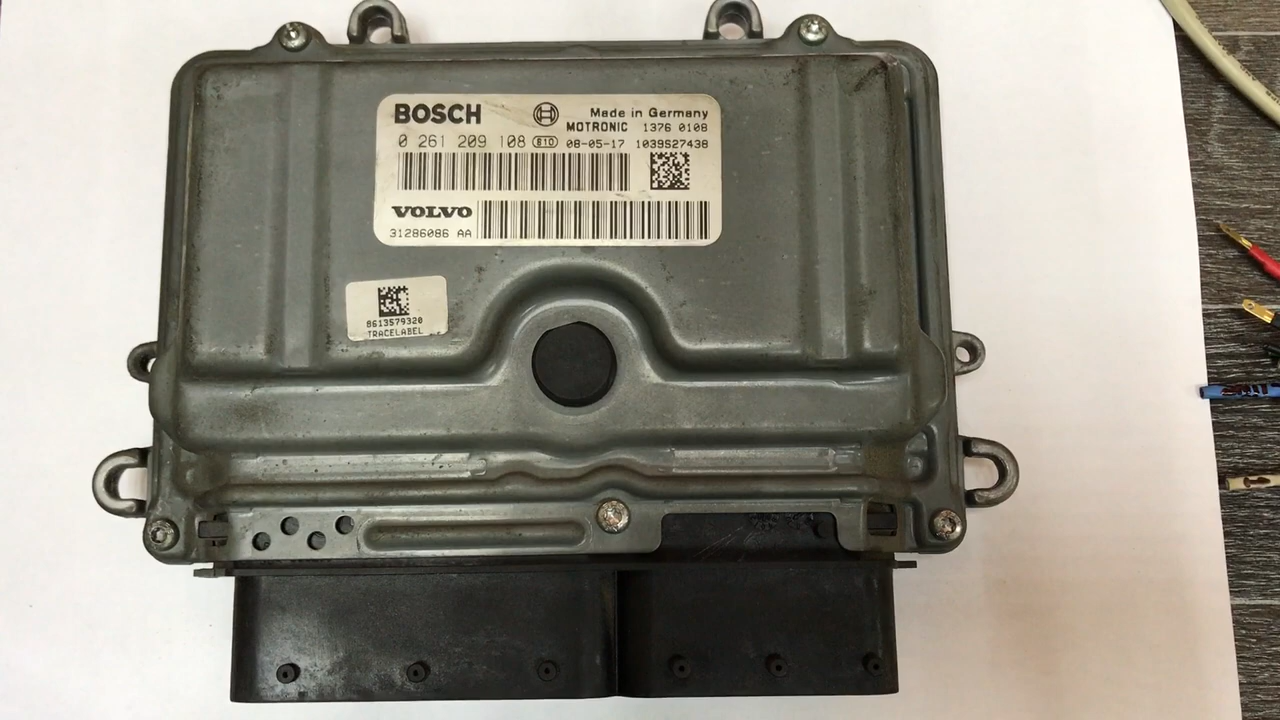 BOSCH Made in Germany
MOTRONIC 1376 0108
0 261 209 108 B10 08-05-17 1039S27438
VOLVO
31286086 AA
8613579320
TRACELABEL